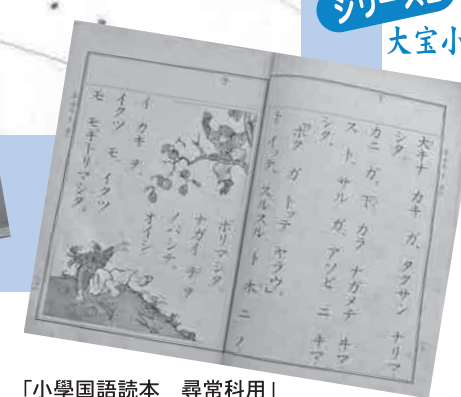 シリーズ
大宝小
大キナ カキ ガ、タクサン ナリマ
シタ。
カニ ガ、下 カラ ナガメテ ヰマ
ス ト、サル ガ、アソビ ニ キマ
シタ。
「ボク ガ トッテ ヤラウ。」
ト イッテ、スルスル ト 木 ニ ノ
ボリマシタ。
ナガイ 手 ヲ
ノバシテ、
オイシ
イ カキ ヲ、
イクツ モ イクツ
モ モギトリマシタ。
「小學国語読本 尋常科用」